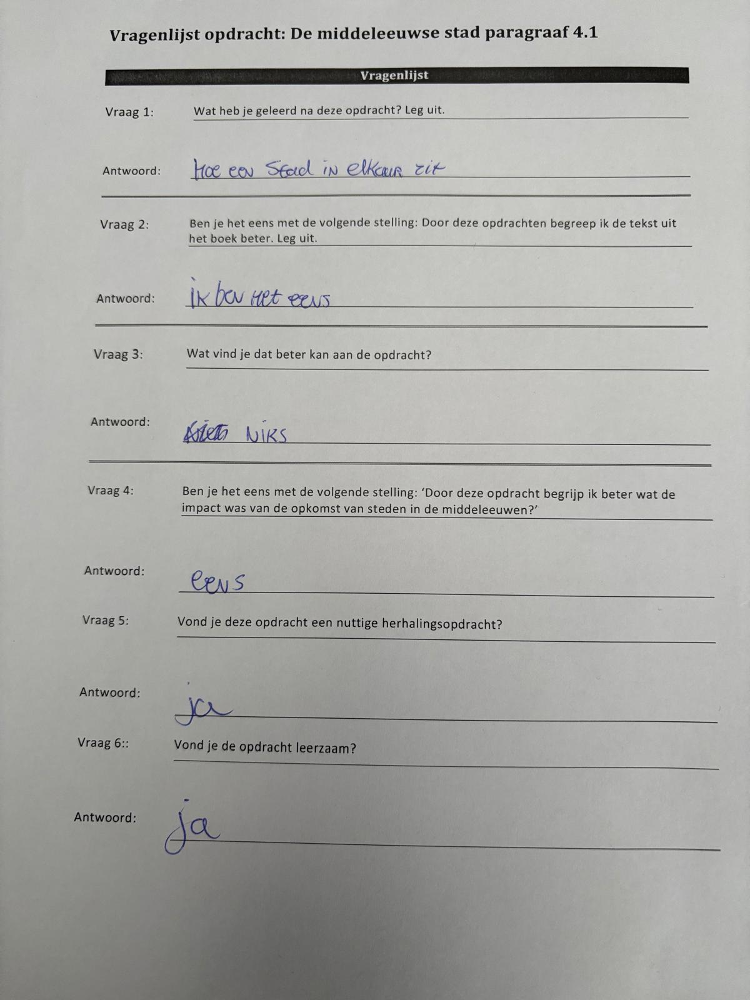 Vragenlijst opdracht: De middeleeuwse stad paragraaf 4.1
Vragenlijst
Vraag 1: Wat heb je geleerd na deze opdracht? Leg uit.
Antwoord: Hoe een Stad in elkaar zit
Vraag 2: Ben je het eens met de volgende stelling: Door deze opdrachten begreep ik de tekst uit
het boek beter. Leg uit.
Antwoord: ik ben het eens
Vraag 3: Wat vind je dat beter kan aan de opdracht?
Antwoord: Niks
Vraag 4: Ben je het eens met de volgende stelling: ‘Door deze opdracht begrijp ik beter wat de
impact was van de opkomst van steden in de middeleeuwen?’
Antwoord: eens
Vraag 5: Vond je deze opdracht een nuttige herhalingsopdracht?
Antwoord: ja
Vraag 6:: Vond je de opdracht leerzaam?
Antwoord: ja